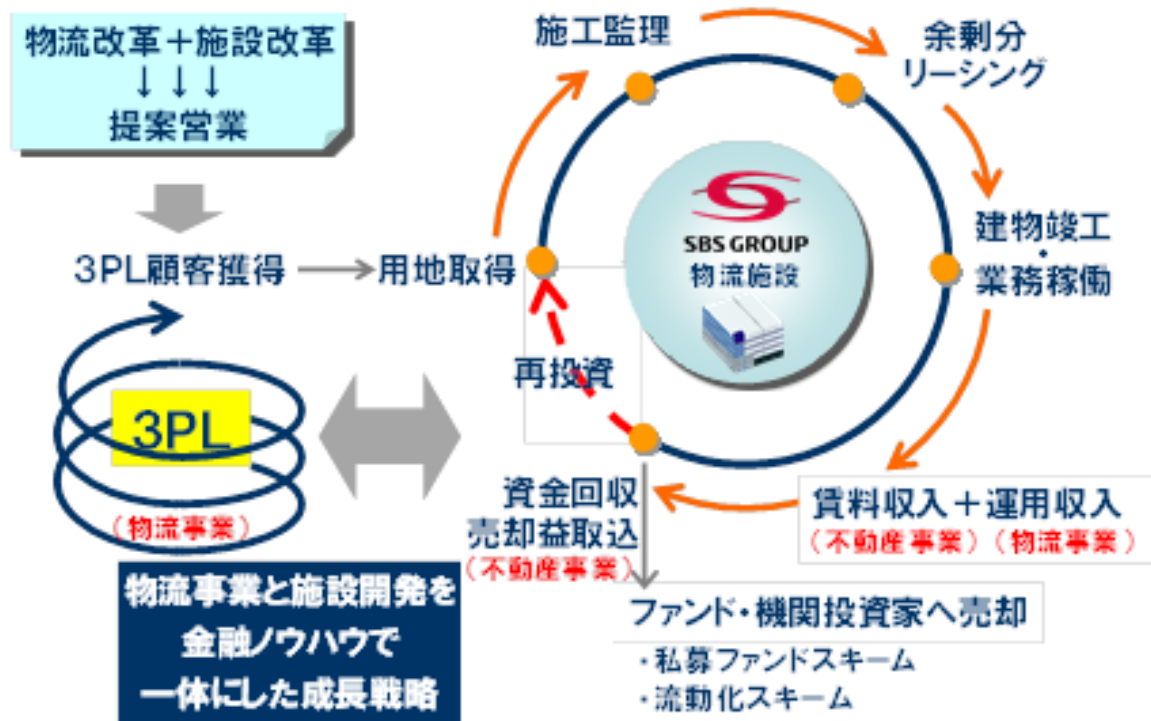 物流改革＋施設改革
↓ ↓ ↓
提案営業
3PL顧客獲得
用地取得
施工監理
余剰分
リーシング
建物竣工
・
業務稼働
SBS GROUP
物流施設
再投資
3PL
（物流事業）
賃料収入＋運用収入
（不動産事業）（物流事業）
資金回収
売却益取込
（不動産事業）
ファンド・機関投資家へ売却
・私募ファンドスキーム
・流動化スキーム
物流事業と施設開発を
金融ノウハウで
一体にした成長戦略